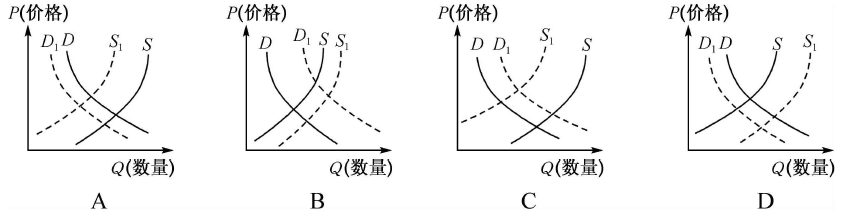 P(价格) P(价格) P(价格) P(价格)
D₁ D S₁ S D D₁ S S₁ D D₁ S₁ S D₁ D S S₁
Q(数量) Q(数量) Q(数量) Q(数量)
A B C D